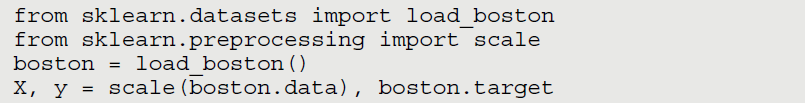 from sklearn.datasets import load_boston
from sklearn.preprocessing import scale
boston = load_boston()
X, y = scale(boston.data), boston.target